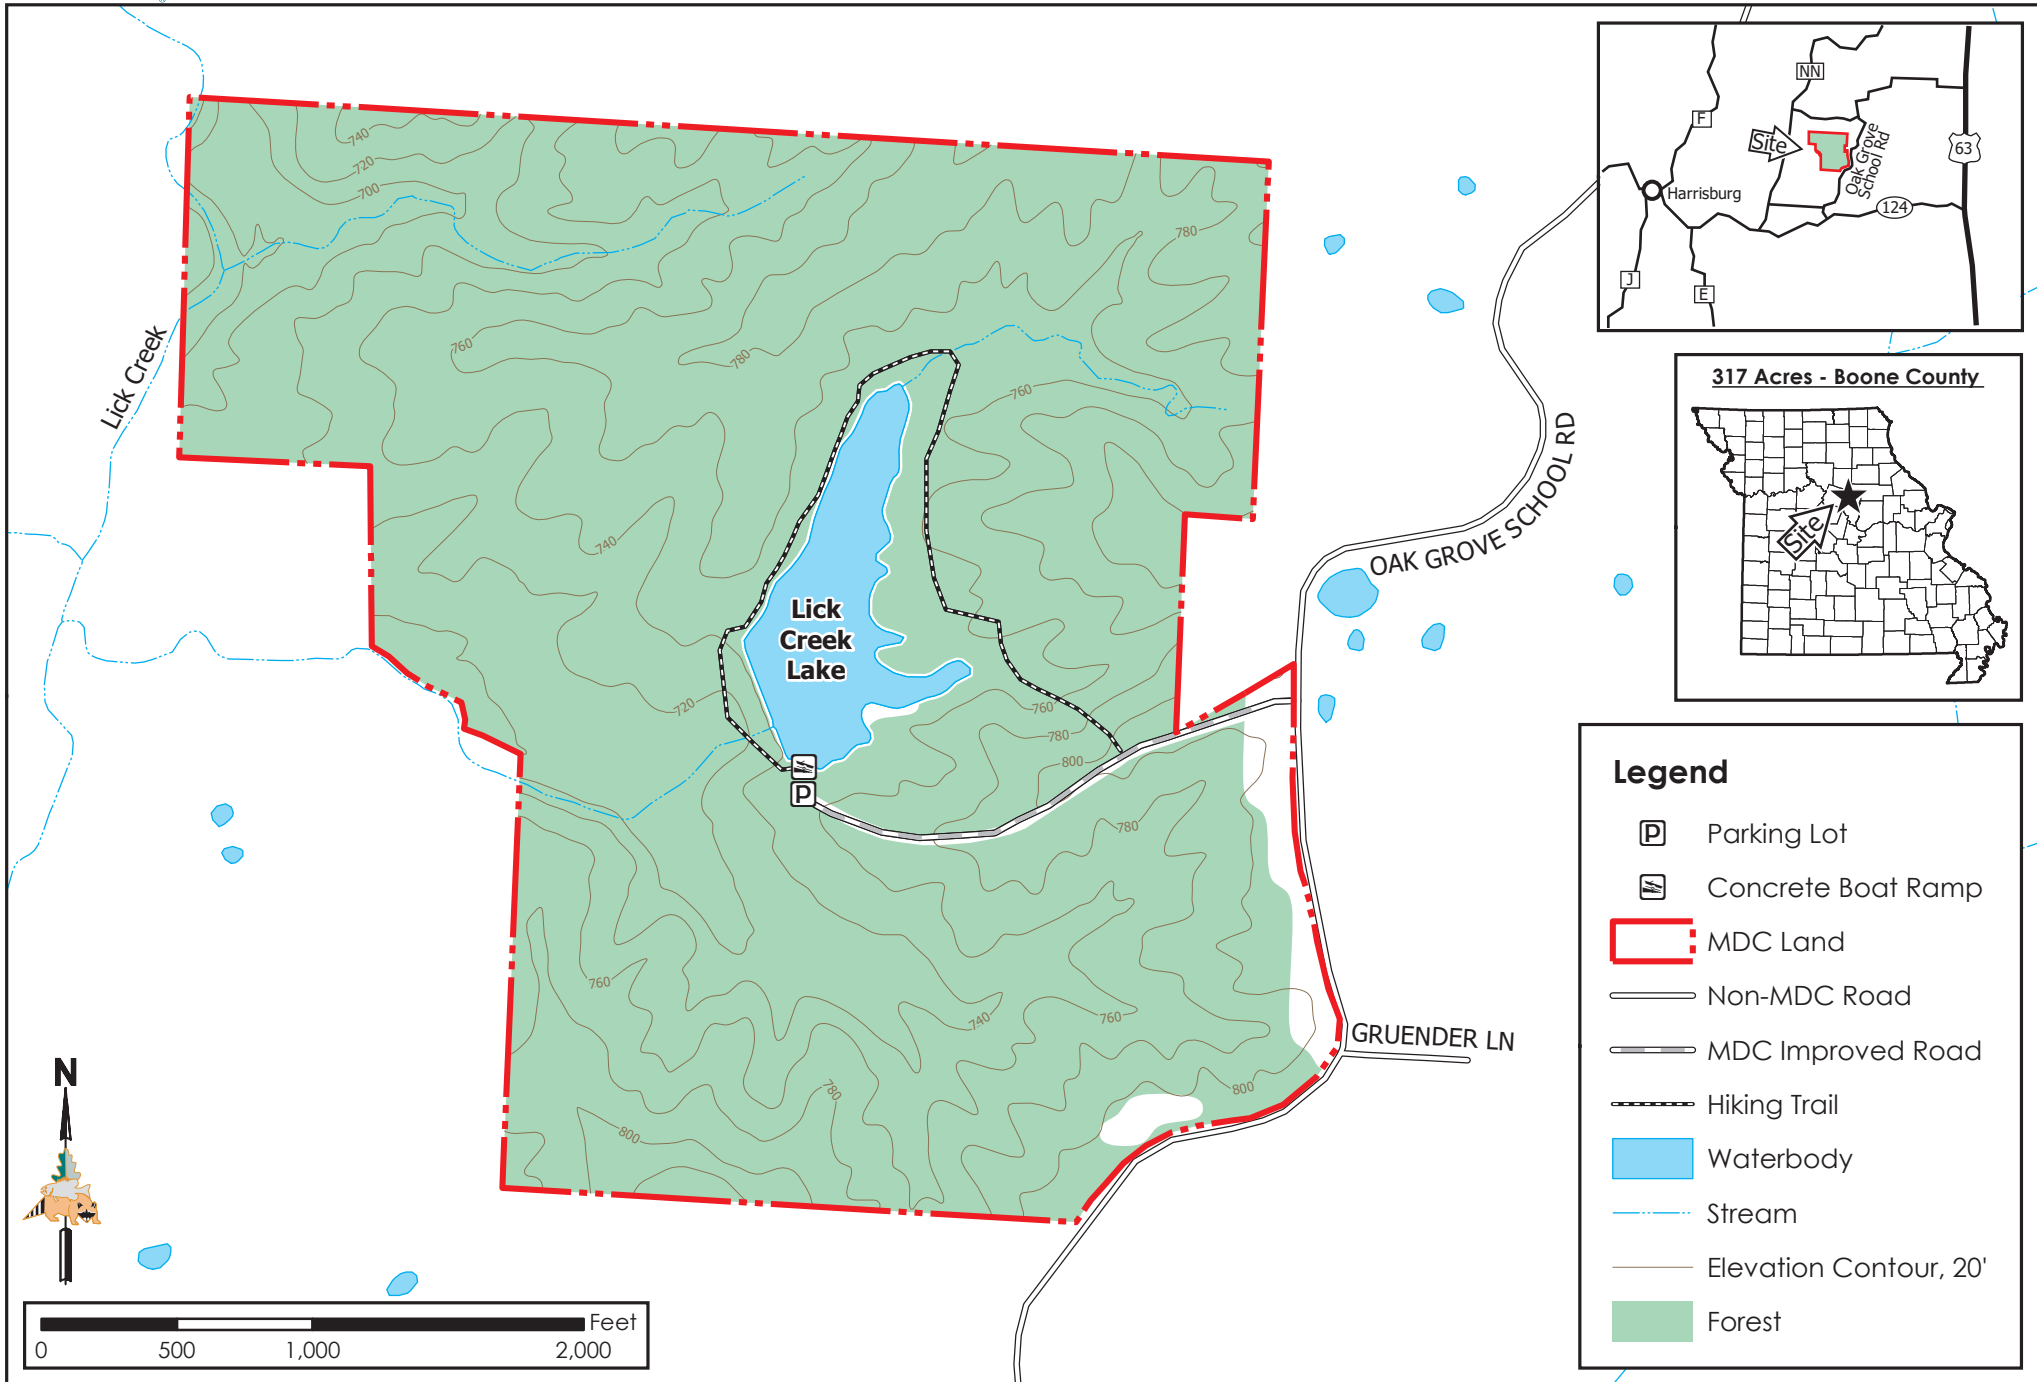 740
720
700
780
760
780
760
740
720
760
780
800
780
760
740
760
780
800
800
Lick Creek
Lick
Creek
Lake
P
OAK GROVE SCHOOL RD
GRUENDER LN
N
Feet
0 500 1,000 2,000
NN
F
Site
Oak Grove
School Rd
63
Harrisburg
124
J
E
317 Acres - Boone County
Site
Legend
P Parking Lot
Concrete Boat Ramp
MDC Land
Non-MDC Road
MDC Improved Road
Hiking Trail
Waterbody
Stream
Elevation Contour, 20'
Forest